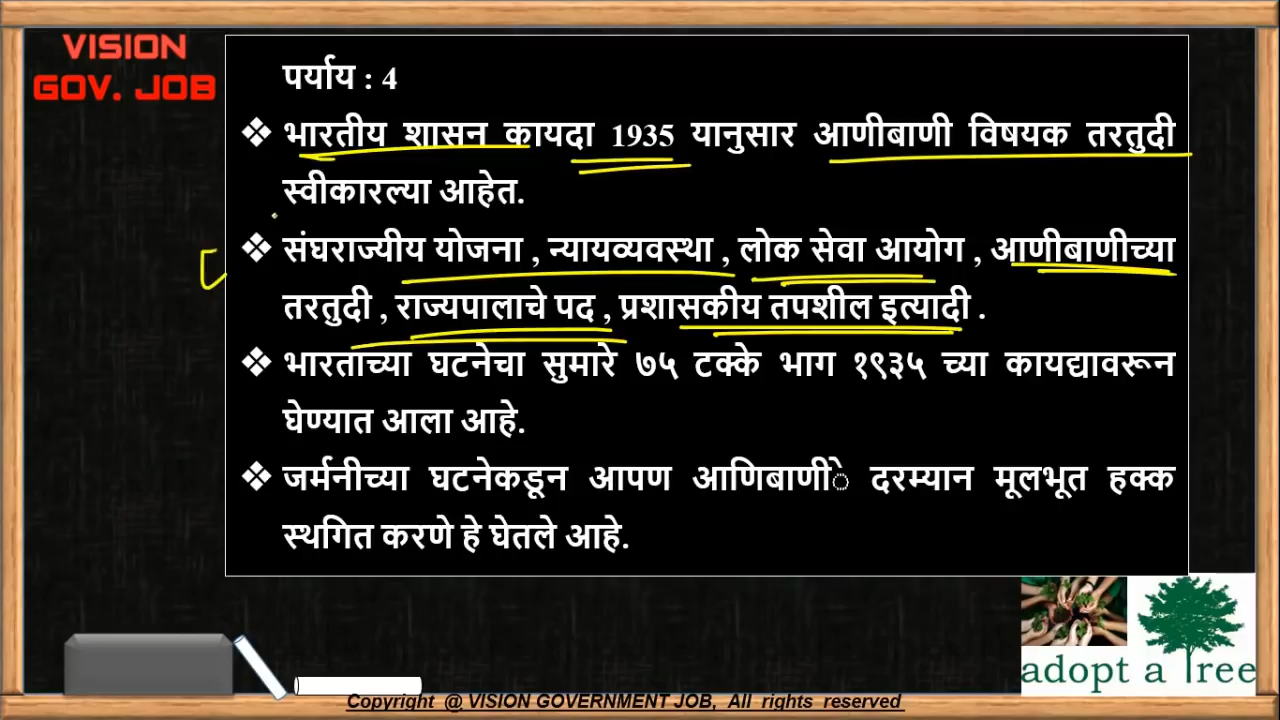 VISION
GOV. JOB
पर्याय : 4
❖ भारतीय शासन कायदा 1935 यानुसार आणीबाणी विषयक तरतुदी
स्वीकारल्या आहेत.
❖ संघराज्यीय योजना , न्यायव्यवस्था , लोक सेवा आयोग , आणीबाणीच्या
तरतुदी , राज्यपालाचे पद , प्रशासकीय तपशील इत्यादी .
❖ भारताच्या घटनेचा सुमारे ७५ टक्के भाग १९३५ च्या कायद्यावरून
घेण्यात आला आहे.
❖ जर्मनीच्या घटनेकडून आपण आणिबाणींे दरम्यान मूलभूत हक्क
स्थगित करणे हे घेतले आहे.
adopt a Tree
Copyright @ VISION GOVERNMENT JOB, All rights reserved